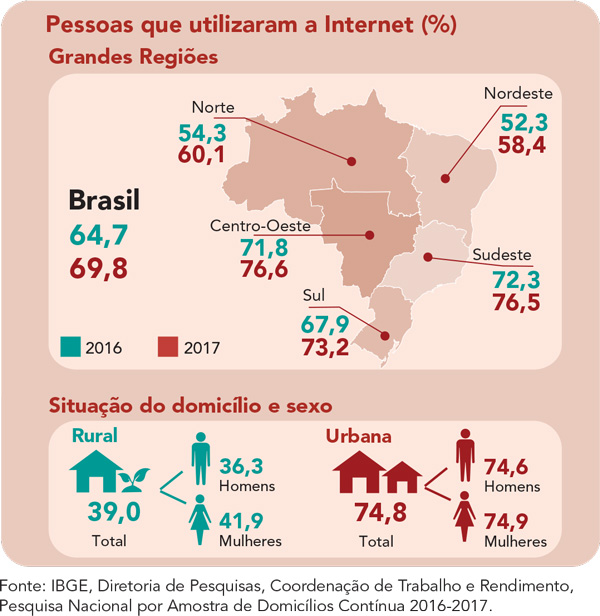 Pessoas que utilizaram a Internet (%)
Grandes Regiões
Norte
54,3
60,1
Nordeste
52,3
58,4
Brasil
64,7
69,8
Centro-Oeste
71,8
76,6
Sudeste
72,3
76,5
Sul
67,9
73,2
2016
2017
Situação do domicílio e sexo
Rural
39,0
Total
36,3
Homens
41,9
Mulheres
Urbana
74,8
Total
74,6
Homens
74,9
Mulheres
Fonte: IBGE, Diretoria de Pesquisas, Coordenação de Trabalho e Rendimento,
Pesquisa Nacional por Amostra de Domicílios Contínua 2016-2017.